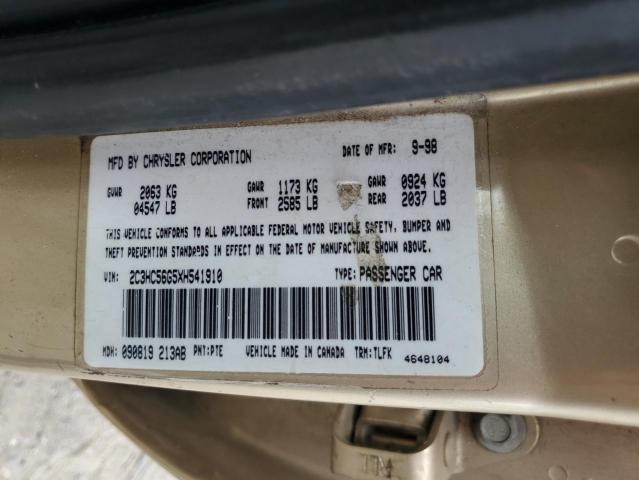 MFD BY CHRYSLER CORPORATION DATE OF MFR: 9-98
GVWR 2063 KG GAWR 1173 KG GAWR 0924 KG
04547 LB FRONT 2585 LB REAR 2037 LB
THIS VEHICLE CONFORMS TO ALL APPLICABLE FEDERAL MOTOR VEHICLE SAFETY, BUMPER AND
THEFT PREVENTION STANDARDS IN EFFECT ON THE DATE OF MANUFACTURE SHOWN ABOVE.
VIN: 2C3HC56G5XH541910 TYPE: PASSENGER CAR
MDH: 090819 213AB PNT: PTE VEHICLE MADE IN CANADA TRM: TLFK 4648104